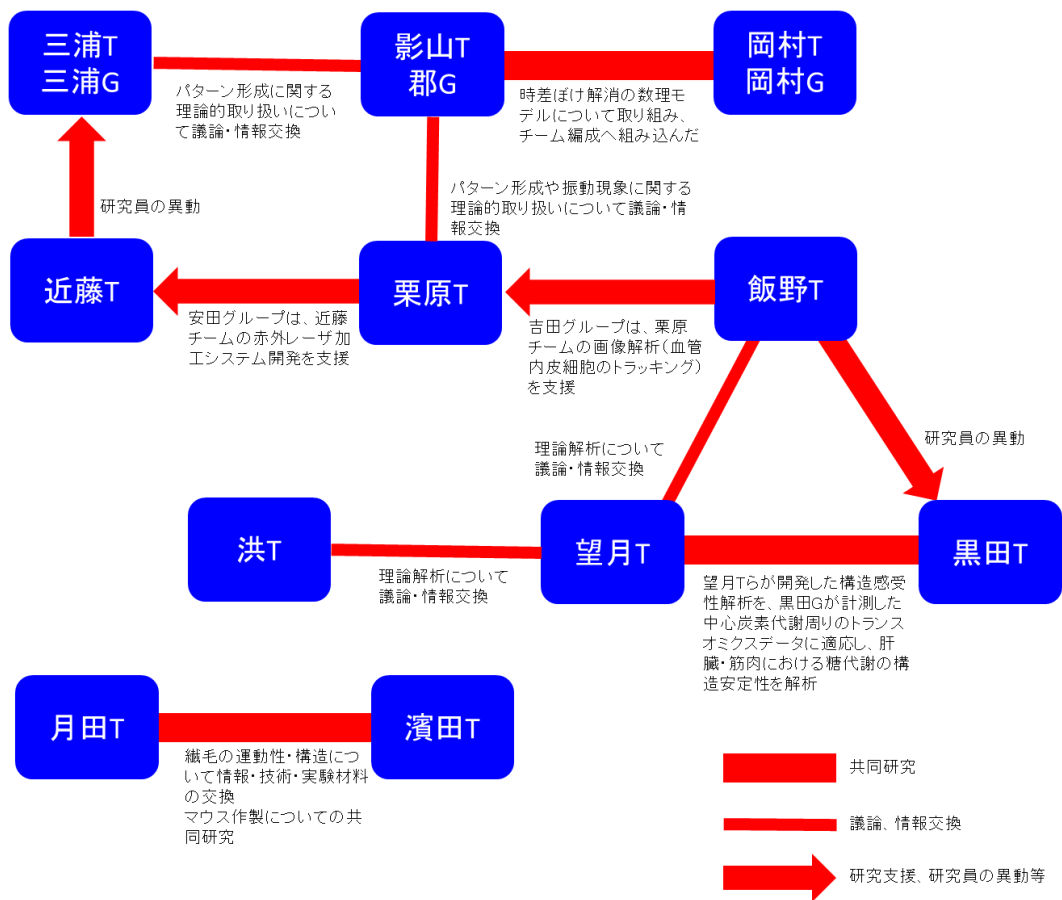 三浦T
三浦G
影山T
郡G
岡村T
岡村G
パターン形成に関する
理論的取り扱いについ
て議論・情報交換
時差ぼけ解消の数理モ
デルについて取り組み、
チーム編成へ組み込んだ
研究員の異動
パターン形成や振動現象に関する
理論的取り扱いについて議論・情
報交換
近藤T
栗原T
飯野T
安田グループは、近藤
チームの赤外レーザ加
工システム開発を支援
吉田グループは、栗原
チームの画像解析(血管
内皮細胞のトラッキング)
を支援
理論解析について
議論・情報交換
研究員の異動
洪T
望月T
黒田T
理論解析について
議論・情報交換
望月Tらが開発した構造感受
性解析を、黒田Gが計測した
中心炭素代謝周りのトランス
オミクスデータに適応し、肝
臓・筋肉における糖代謝の構
造安定性を解析
月田T
濱田T
繊毛の運動性・構造につ
いて情報・技術・実験材料
の交換
マウス作製についての共
同研究
共同研究
議論、情報交換
研究支援、研究員の異動等